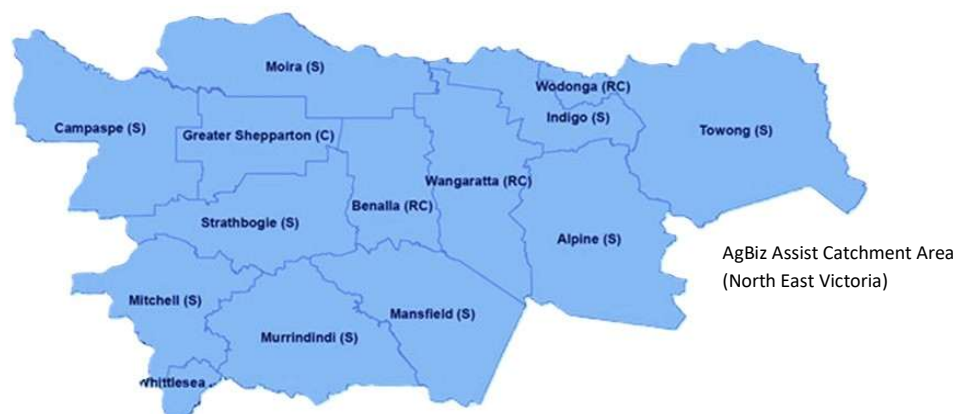 Moira (S)
Wodonga (RC)
Campaspe (S)
Greater Shepparton (C)
Indigo (S)
Towong (S)
Wangaratta (RC)
Benalla (RC)
Strathbogie (S)
Alpine (S)
AgBiz Assist Catchment Area
(North East Victoria)
Mitchell (S)
Mansfield (S)
Murrindindi (S)
Whittlesea